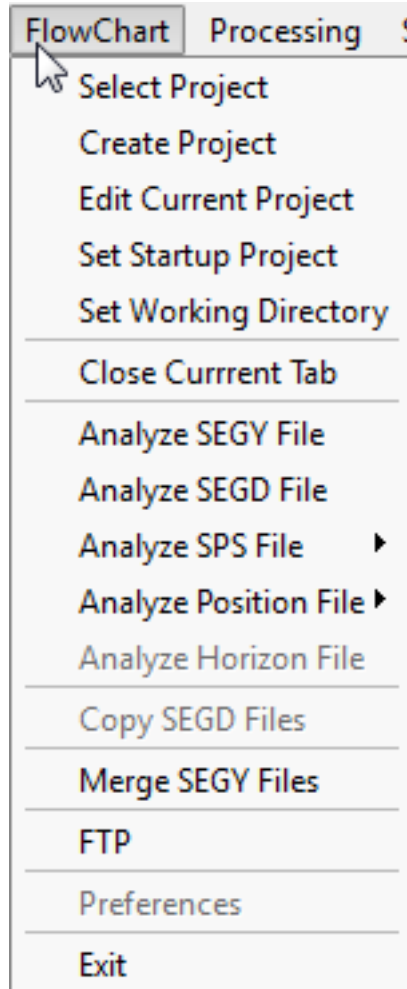 FlowChart Processing
Select Project
Create Project
Edit Current Project
Set Startup Project
Set Working Directory
Close Currrent Tab
Analyze SEGY File
Analyze SEGD File
Analyze SPS File
Analyze Position File
Analyze Horizon File
Copy SEGD Files
Merge SEGY Files
FTP
Preferences
Exit